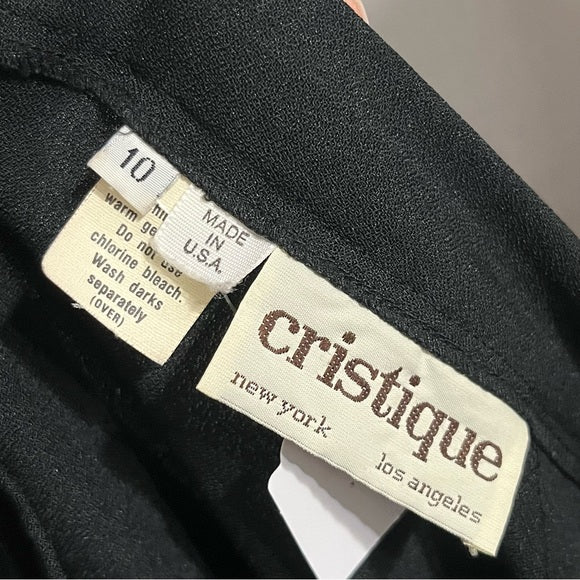 10
warm
Do not use
chlorine bleach.
Wash darks
separately
(OVER)
MADE
IN
U.S.A.
cristique
new york
los angeles